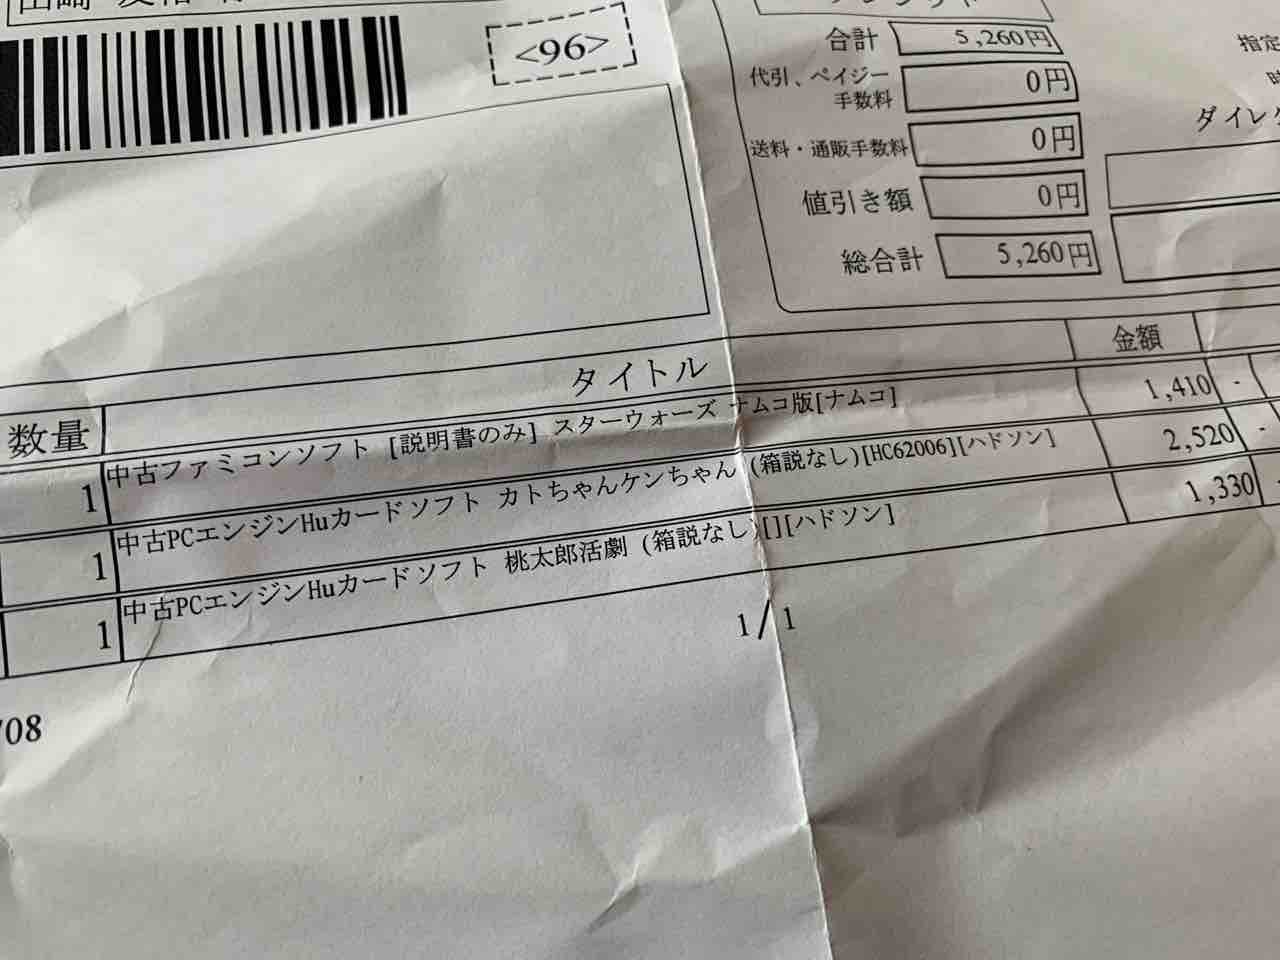 <96>
合計 5,260円
代引、ペイジー手数料 0円
送料・通販手数料 0円
値引き額 0円
総合計 5,260円
指定
ダイレ
数量 タイトル 金額
1 中古ファミコンソフト [説明書のみ] スターウォーズ ナムコ版[ナムコ] 1,410 -
1 中古PCエンジンHuカードソフト カトちゃんケンちゃん (箱説なし)[HC62006][ハドソン] 2,520 -
1 中古PCエンジンHuカードソフト 桃太郎活劇 (箱説なし)[][ハドソン] 1,330 -
1/1
/08